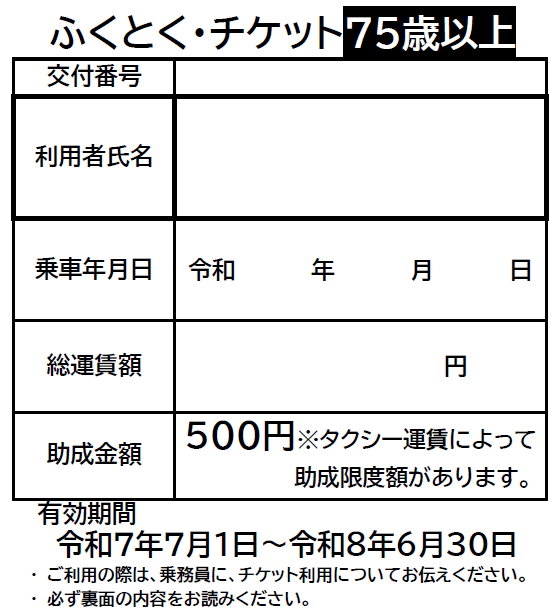 ふくとく・チケット75歳以上
交付番号
利用者氏名
乗車年月日 令和 年 月 日
総運賃額 円
助成金額 500円※タクシー運賃によって
助成限度額があります。
有効期間
令和7年7月1日～令和8年6月30日
・ ご利用の際は、乗務員に、チケット利用についてお伝えください。
・ 必ず裏面の内容をお読みください。